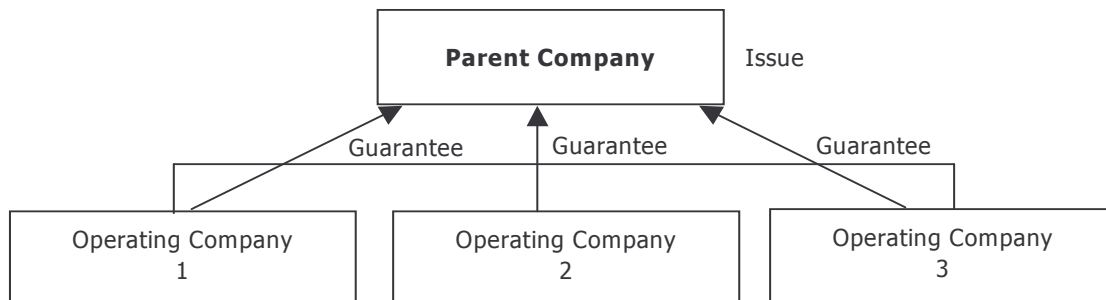 Parent Company
Issue
Guarantee
Guarantee
Guarantee
Operating Company
1
Operating Company
2
Operating Company
3